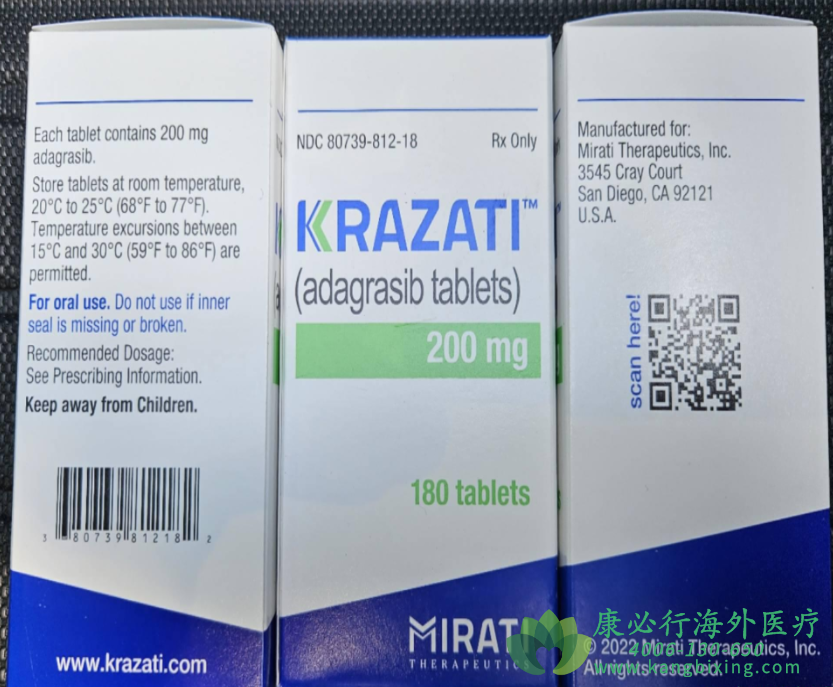 Each tablet contains 200 mg
adagrasib.
Store tablets at room temperature,
20°C to 25°C (68°F to 77°F).
Temperature excursions between
15°C and 30°C (59°F to 86°F) are
permitted.
For oral use. Do not use if inner
seal is missing or broken.
Recommended Dosage:
See Prescribing Information.
Keep away from Children.
3 80739 81218 2
www.krazati.com
NDC 80739-812-18 Rx Only
KRAZATI™
(adagrasib tablets)
200 mg
180 tablets
MIRATI
THERAPEUTICS
Manufactured for:
Mirati Therapeutics, Inc.
3545 Cray Court
San Diego, CA 92121
U.S.A.
scan here!
© 2022 Mirati Therapeutics, Inc.
All rights reserved.
康必行海外医疗